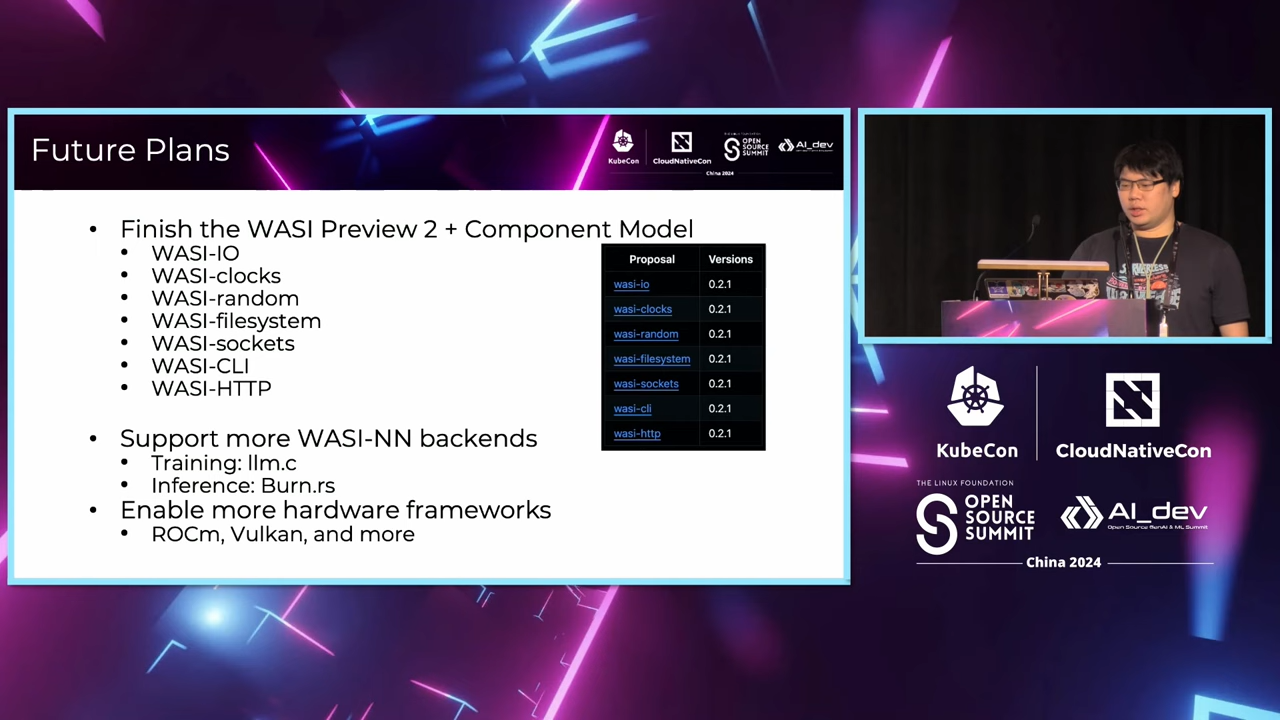 Future Plans
KubeCon
CloudNativeCon
OPEN
SOURCE
SUMMIT
AI_dev
China 2024
• Finish the WASI Preview 2 + Component Model
• WASI-IO
• WASI-clocks
• WASI-random
• WASI-filesystem
• WASI-sockets
• WASI-CLI
• WASI-HTTP
Proposal Versions
wasi-io 0.2.1
wasi-clocks 0.2.1
wasi-random 0.2.1
wasi-filesystem 0.2.1
wasi-sockets 0.2.1
wasi-cli 0.2.1
wasi-http 0.2.1
• Support more WASI-NN backends
• Training: llm.c
• Inference: Burn.rs
• Enable more hardware frameworks
• ROCm, Vulkan, and more
KubeCon
CloudNativeCon
THE LINUX FOUNDATION
OPEN
SOURCE
SUMMIT
AI_dev
Open Source GenAI & ML Summit
China 2024